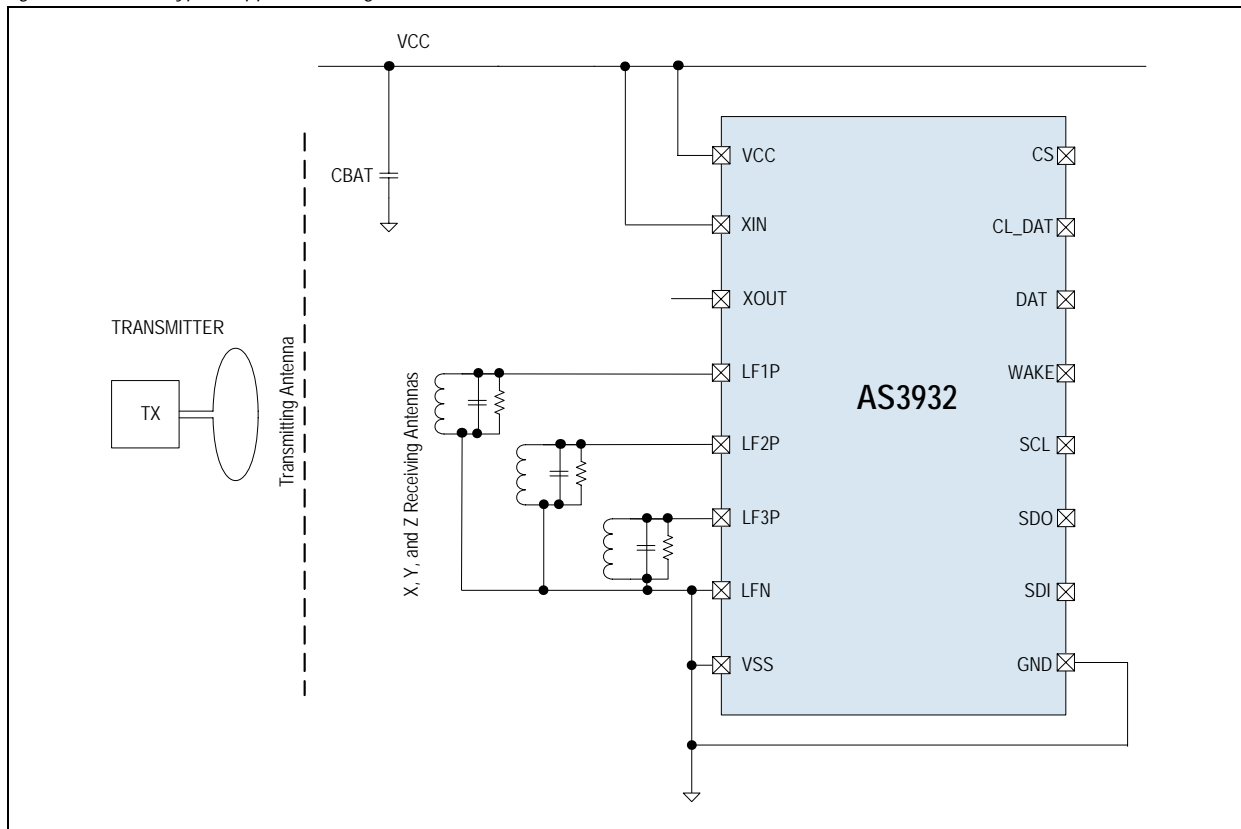 VCC
CBAT
TRANSMITTER
TX
Transmitting Antenna
X, Y, and Z Receiving Antennas
AS3932
VCC
XIN
XOUT
LF1P
LF2P
LF3P
LFN
VSS
CS
CL_DAT
DAT
WAKE
SCL
SDO
SDI
GND